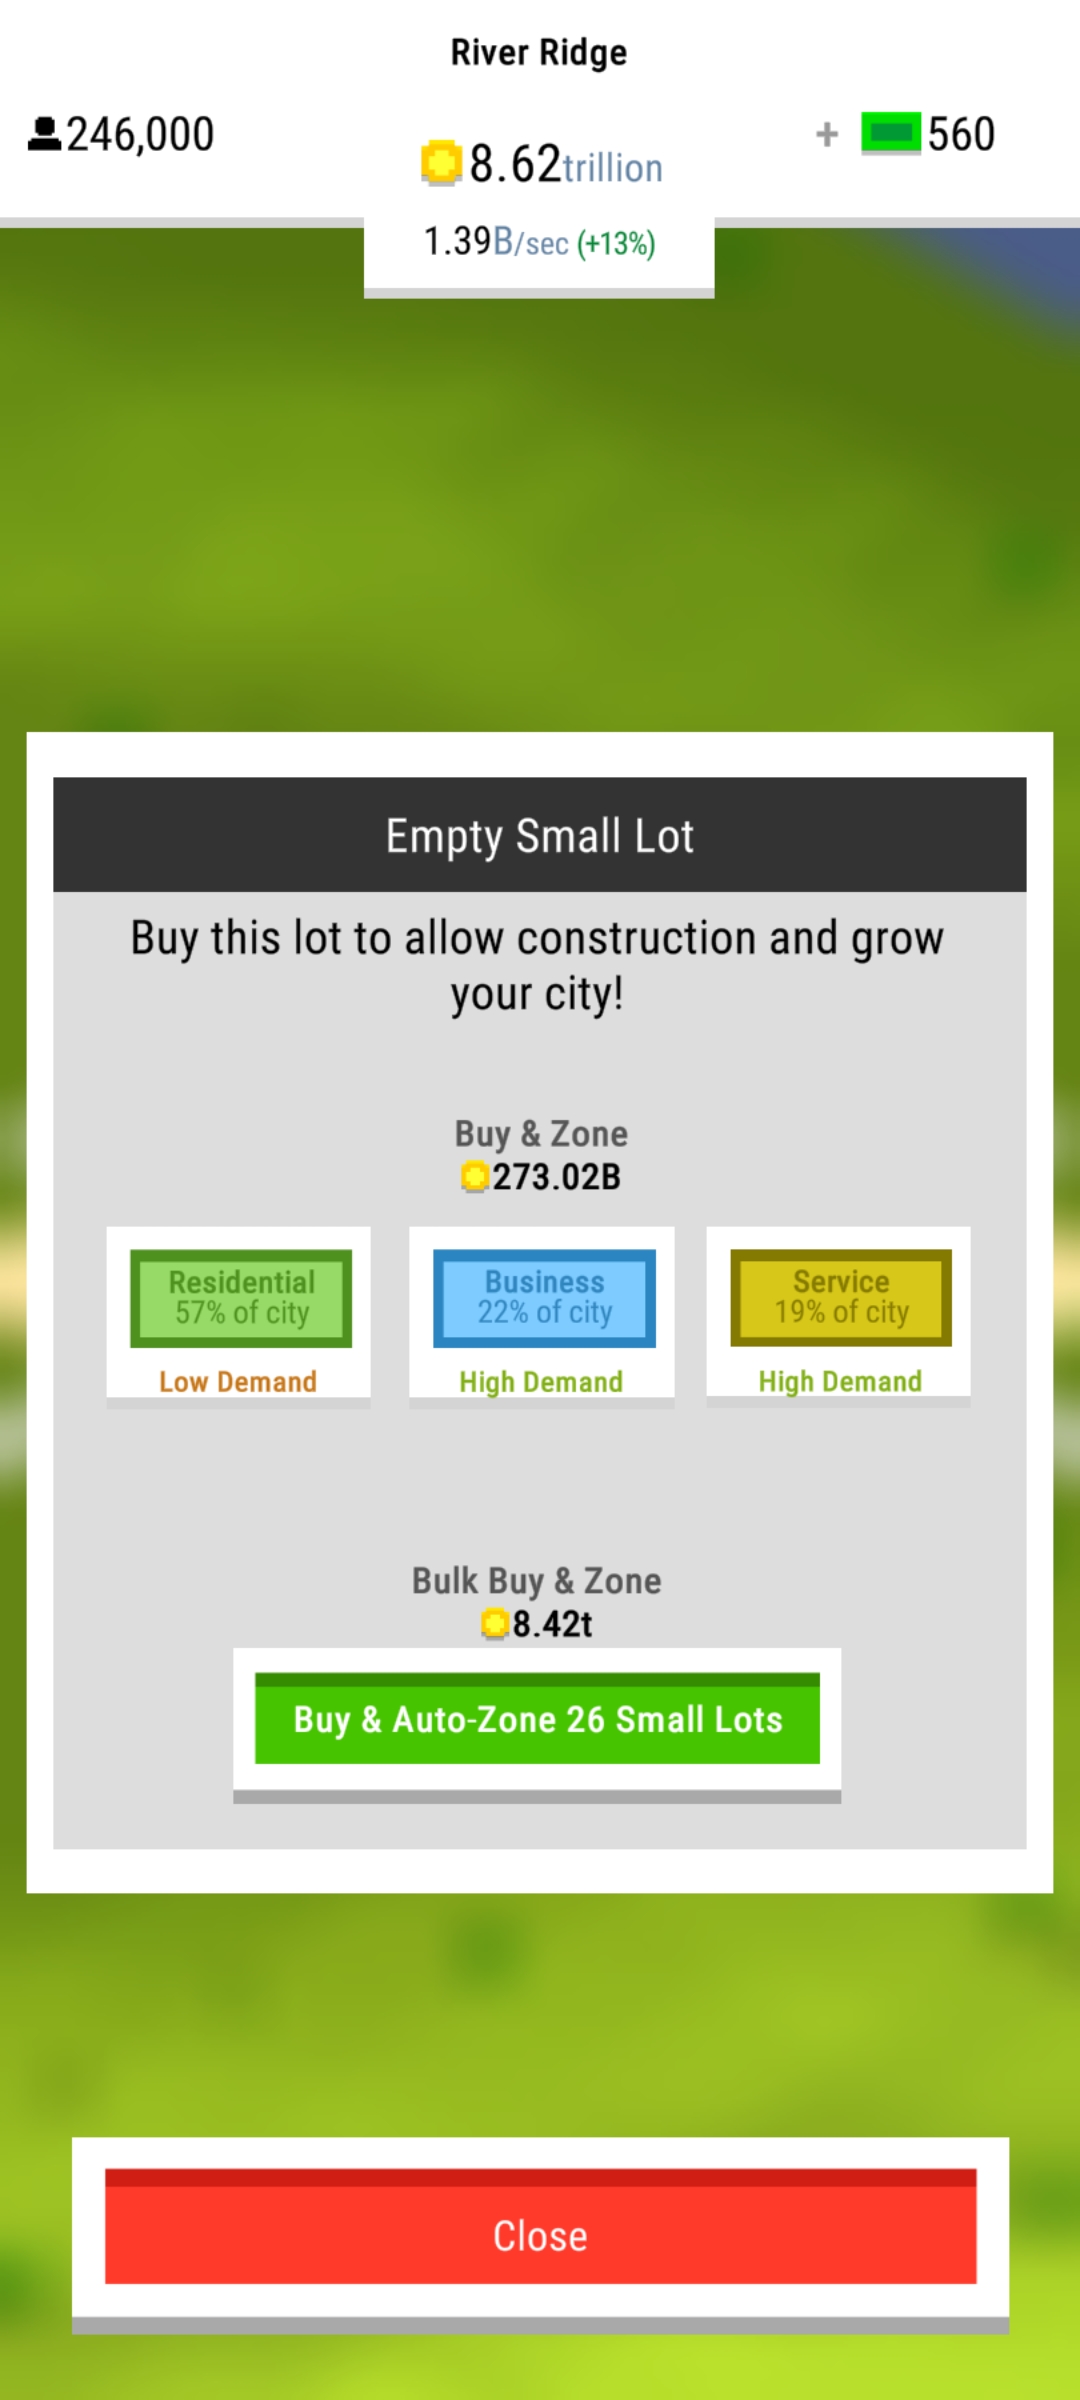 River Ridge
246,000
8.62trillion
+ 560
1.39B/sec (+13%)
Empty Small Lot
Buy this lot to allow construction and grow
your city!
Buy & Zone
273.02B
Residential
57% of city
Low Demand
Business
22% of city
High Demand
Service
19% of city
High Demand
Bulk Buy & Zone
8.42t
Buy & Auto-Zone 26 Small Lots
Close